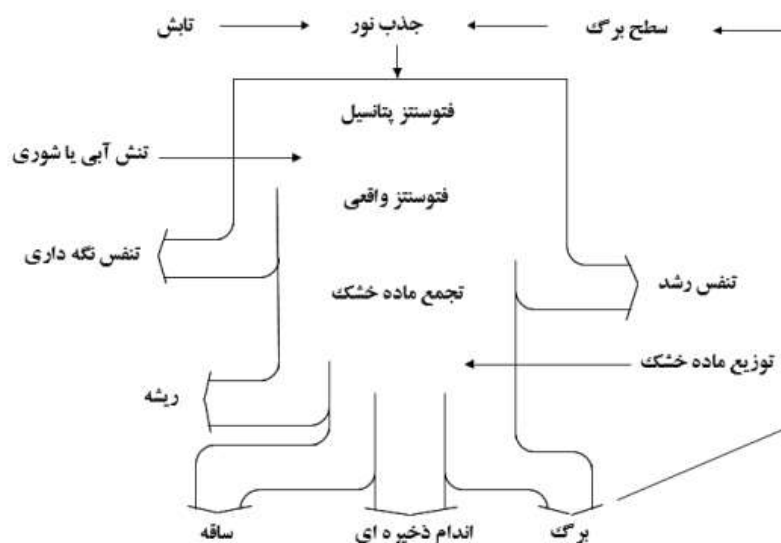 سطح برگ
جذب نور
تابش
فتوسنتز پتانسیل
تنش آبی یا شوری
فتوسنتز واقعی
تنفس نگه داری
تنفس رشد
تجمع ماده خشک
توزیع ماده خشک
ریشه
برگ
اندام ذخیره ای
ساقه